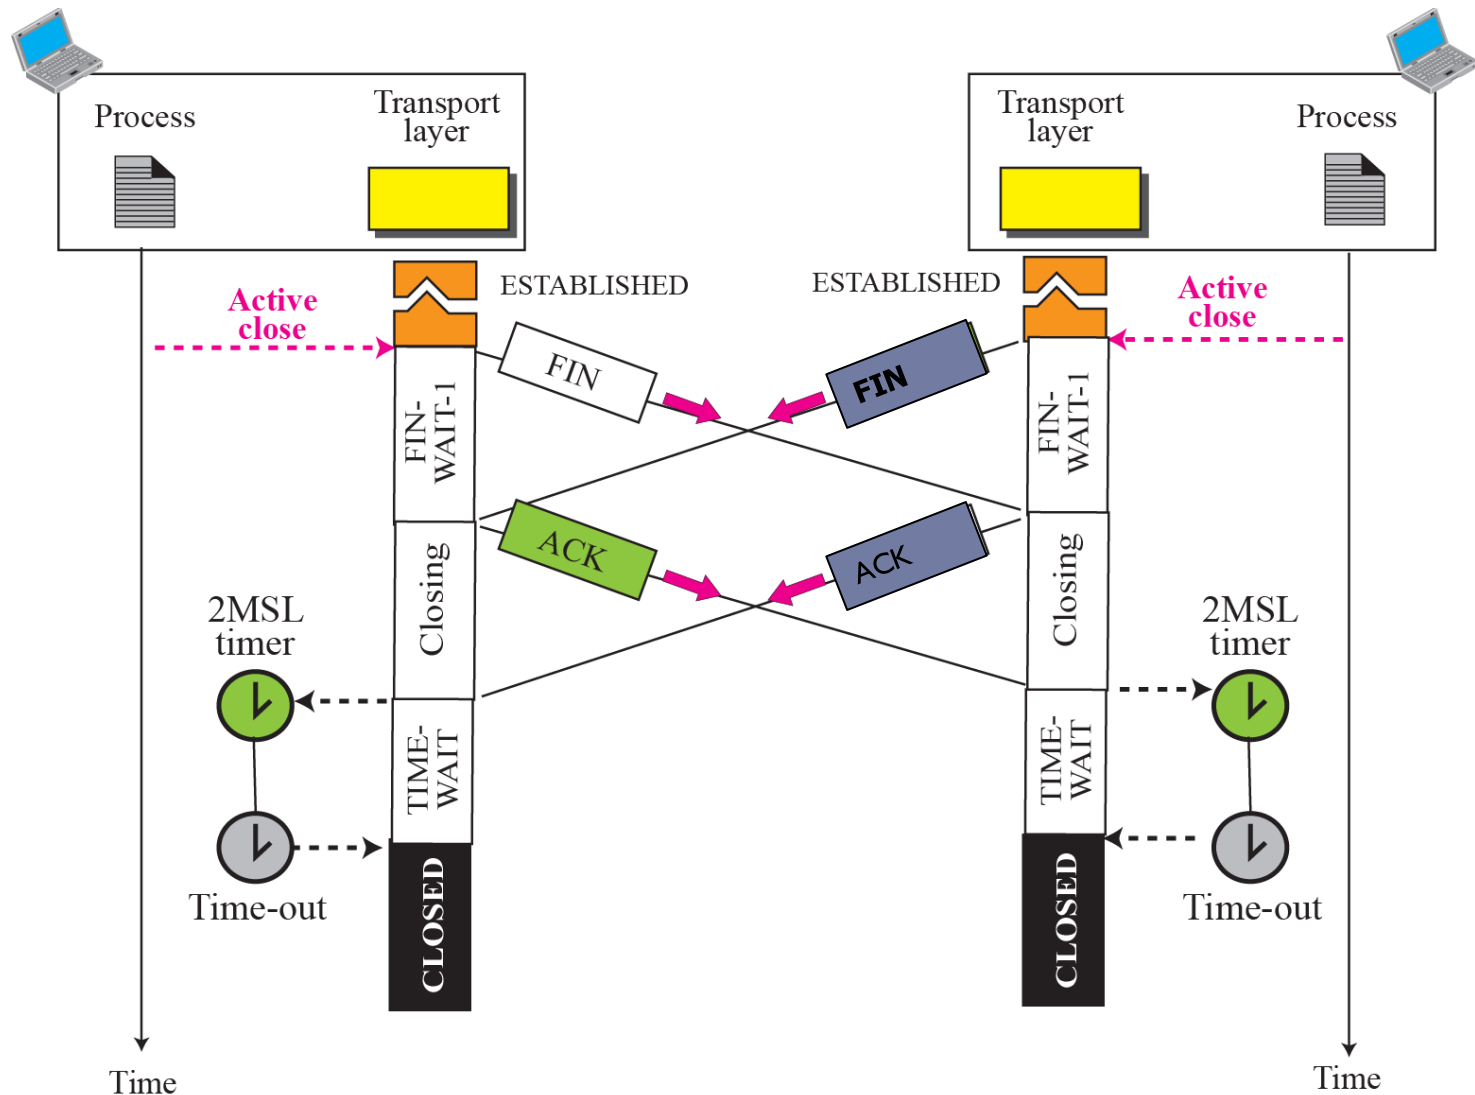 Process
Transport
layer
Transport
layer
Process
ESTABLISHED
ESTABLISHED
Active
close
Active
close
FIN
FIN
FIN-
WAIT-1
FIN-
WAIT-1
ACK
ACK
Closing
Closing
2MSL
timer
2MSL
timer
TIME-
WAIT
TIME-
WAIT
Time-out
Time-out
CLOSED
CLOSED
Time
Time